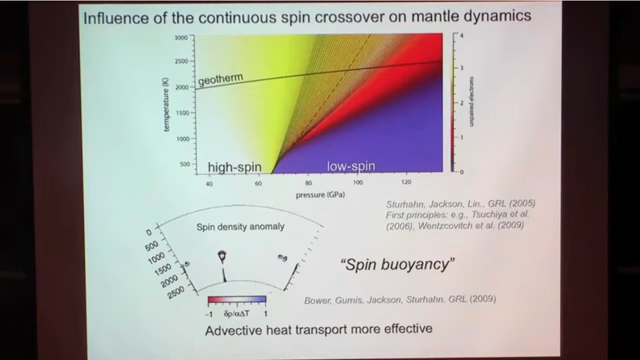 Influence of the continuous spin crossover on mantle dynamics
3000
2500
2000
1500
1000
500
temperature (K)
geotherm
high-spin
low-spin
40
60
80
100
120
pressure (GPa)
4
3
2
1
0
unpaired electrons
Sturhahn, Jackson, Lin., GRL (2005)
First principles: e.g., Tsuchiya et al.
(2006), Wentzcovitch et al. (2009)
Spin density anomaly
0
500
1000
1500
2000
2500
"Spin buoyancy"
-1
δρ/αΔT
1
Bower, Gurnis, Jackson, Sturhahn. GRL (2009)
Advective heat transport more effective